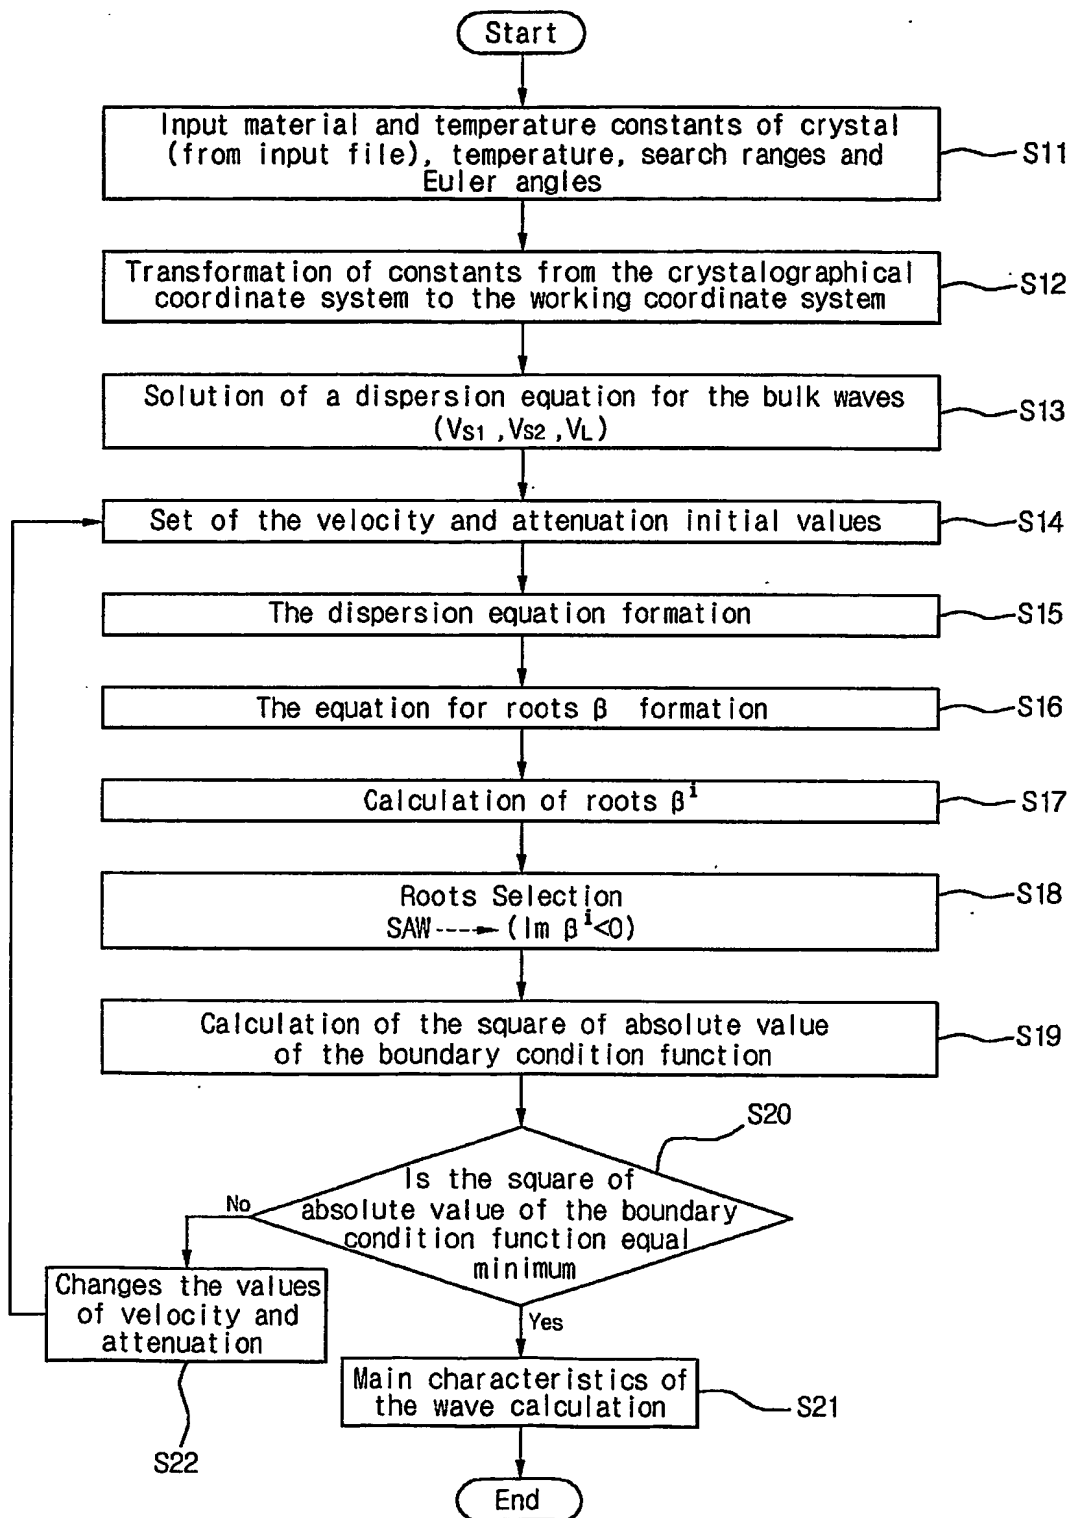 Start
Input material and temperature constants of crystal
(from input file), temperature, search ranges and
Euler angles
S11
Transformation of constants from the crystalographical
coordinate system to the working coordinate system
S12
Solution of a dispersion equation for the bulk waves
(VS1 ,VS2 ,VL)
S13
Set of the velocity and attenuation initial values
S14
The dispersion equation formation
S15
The equation for roots β formation
S16
Calculation of roots βⁱ
S17
Roots Selection
SAW----→ (Im βⁱ<0)
S18
Calculation of the square of absolute value
of the boundary condition function
S19
S20
Is the square of
absolute value of the boundary
condition function equal
minimum
No
Yes
Changes the values
of velocity and
attenuation
S22
Main characteristics of
the wave calculation
S21
End